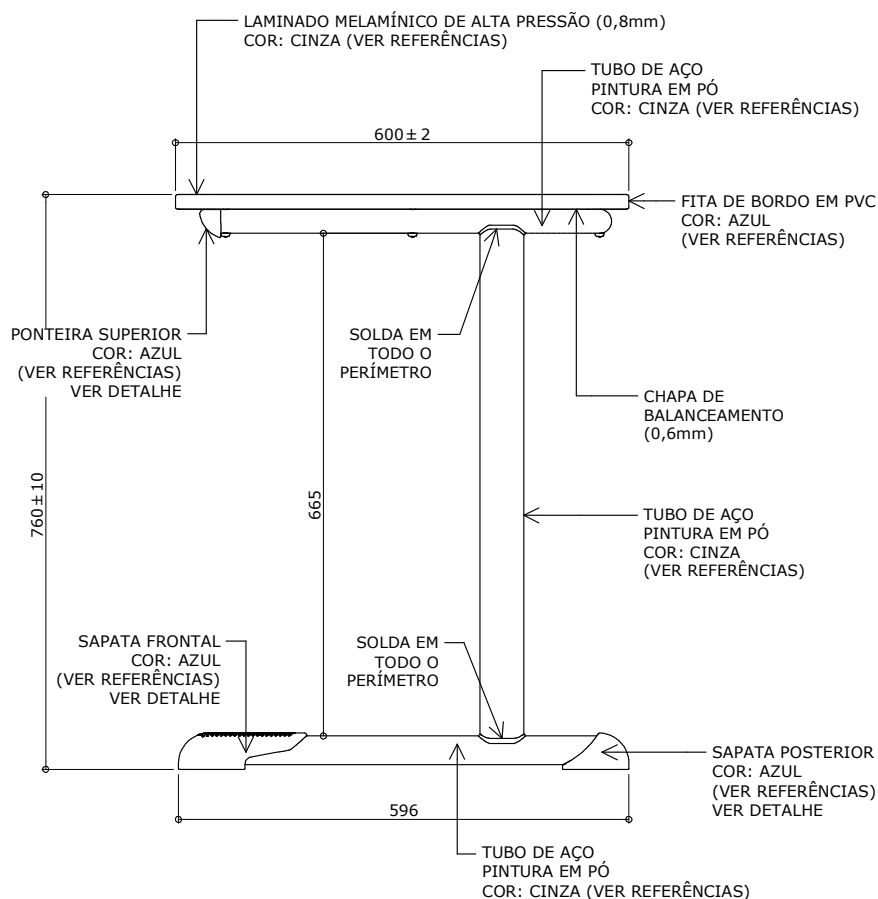 LAMINADO MELAMÍNICO DE ALTA PRESSÃO (0,8mm)
COR: CINZA (VER REFERÊNCIAS)
TUBO DE AÇO
PINTURA EM PÓ
COR: CINZA (VER REFERÊNCIAS)
600±2
FITA DE BORDO EM PVC
COR: AZUL
(VER REFERÊNCIAS)
PONTEIRA SUPERIOR
COR: AZUL
(VER REFERÊNCIAS)
VER DETALHE
SOLDA EM
TODO O
PERÍMETRO
CHAPA DE
BALANCEAMENTO
(0,6mm)
760±10
665
TUBO DE AÇO
PINTURA EM PÓ
COR: CINZA
(VER REFERÊNCIAS)
SAPATA FRONTAL
COR: AZUL
(VER REFERÊNCIAS)
VER DETALHE
SOLDA EM
TODO O
PERÍMETRO
SAPATA POSTERIOR
COR: AZUL
(VER REFERÊNCIAS)
VER DETALHE
596
TUBO DE AÇO
PINTURA EM PÓ
COR: CINZA (VER REFERÊNCIAS)